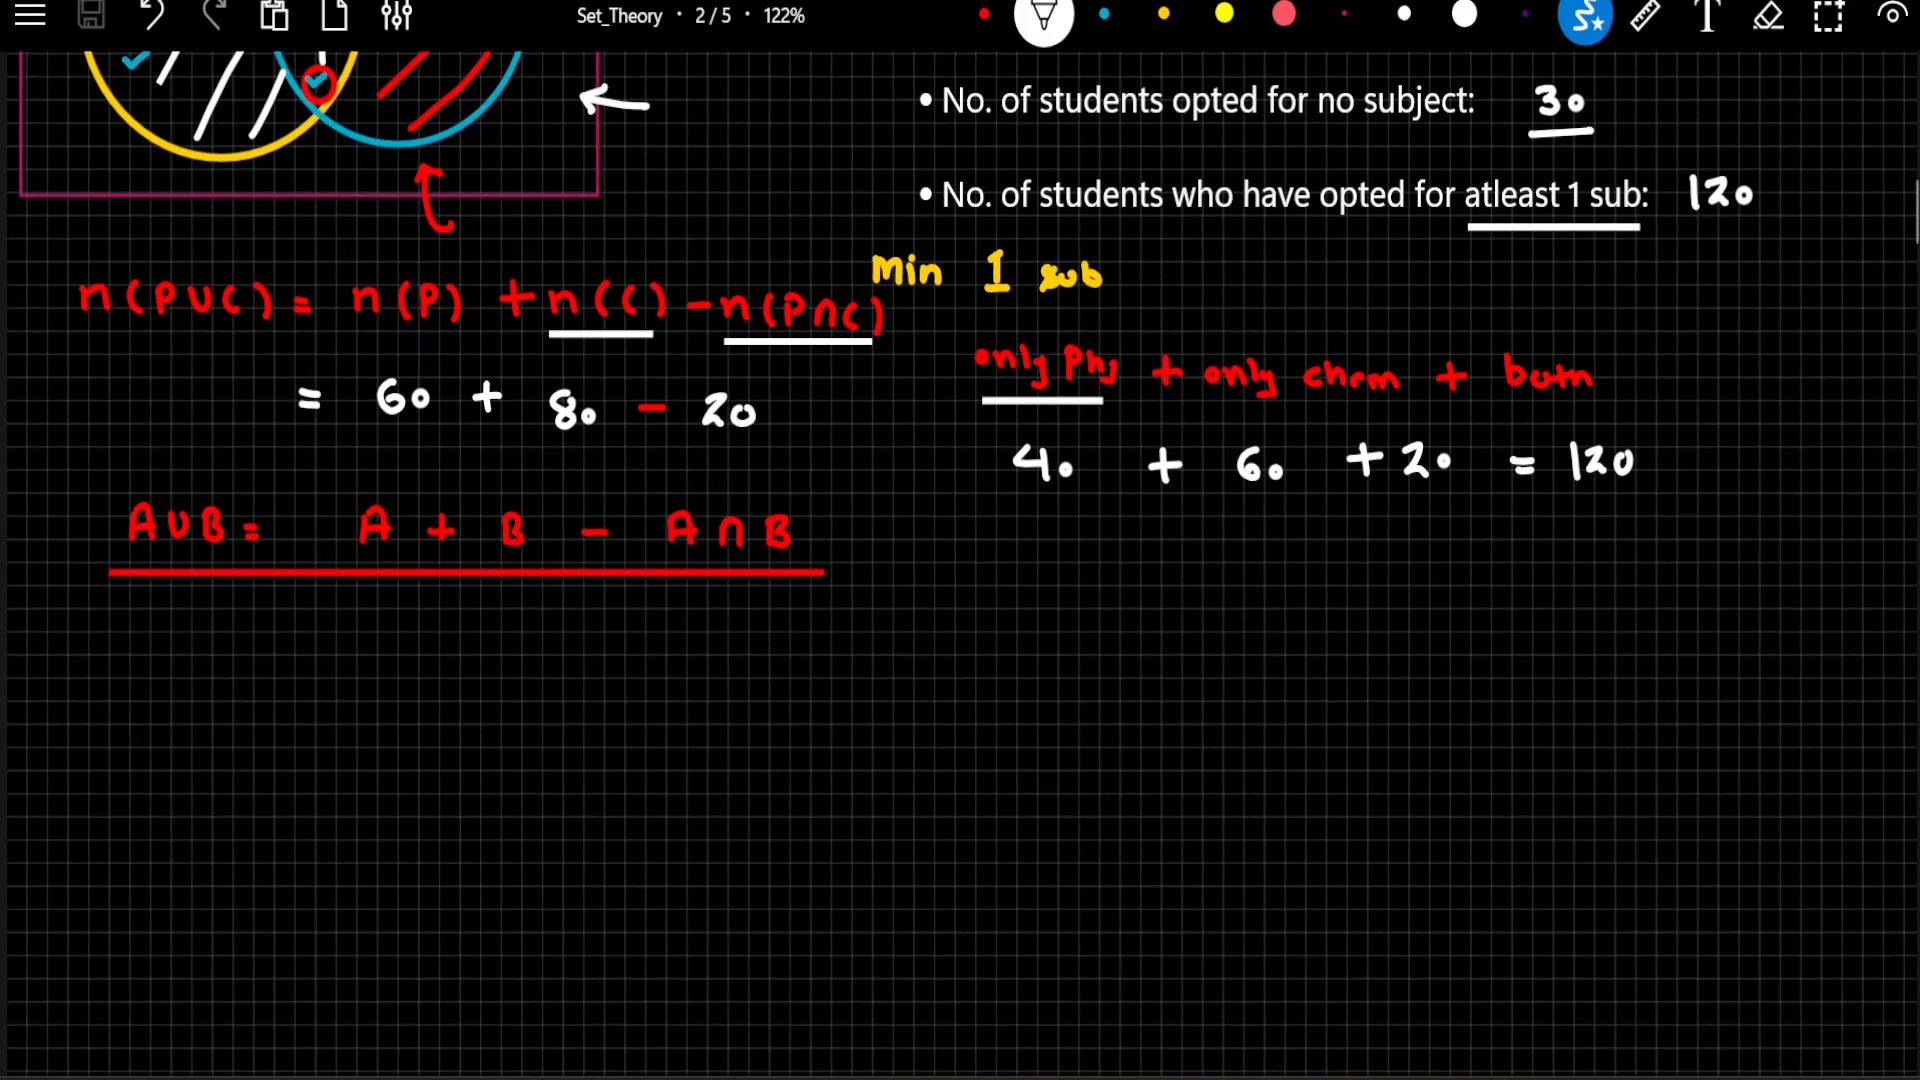 Set_Theory • 2 / 5 • 122%
• No. of students opted for no subject: 30
• No. of students who have opted for atleast 1 sub: 120
Min 1 sub
n(PUC) = n(P) + n(C) - n(P∩C)
only Phy + only chem + both
= 60 + 80 - 20
40 + 60 + 20 = 120
AUB = A + B - A ∩ B